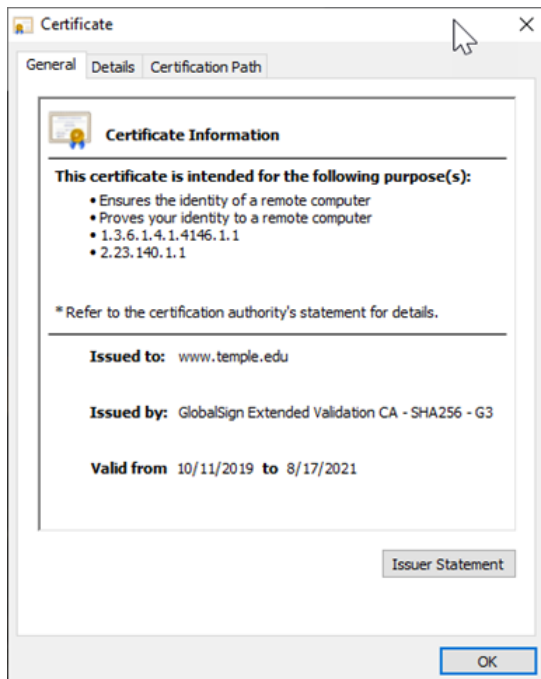 Certificate
General Details Certification Path
Certificate Information
This certificate is intended for the following purpose(s):
• Ensures the identity of a remote computer
• Proves your identity to a remote computer
• 1.3.6.1.4.1.4146.1.1
• 2.23.140.1.1
* Refer to the certification authority's statement for details.
Issued to: www.temple.edu
Issued by: GlobalSign Extended Validation CA - SHA256 - G3
Valid from 10/11/2019 to 8/17/2021
Issuer Statement
OK